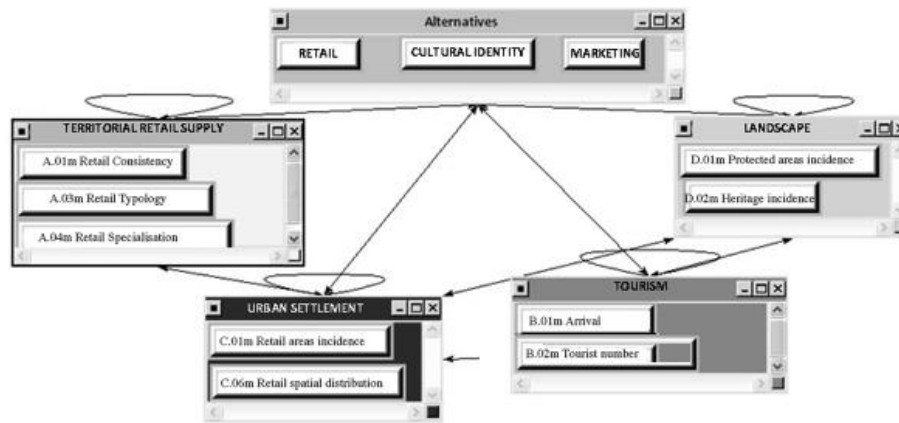 Alternatives
RETAIL
CULTURAL IDENTITY
MARKETING
TERRITORIAL RETAIL SUPPLY
A.01m Retail Consistency
A.03m Retail Typology
A.04m Retail Specialisation
LANDSCAPE
D.01m Protected areas incidence
D.02m Heritage incidence
URBAN SETTLEMENT
C.01m Retail areas incidence
C.06m Retail spatial distribution
TOURISM
B.01m Arrival
B.02m Tourist number